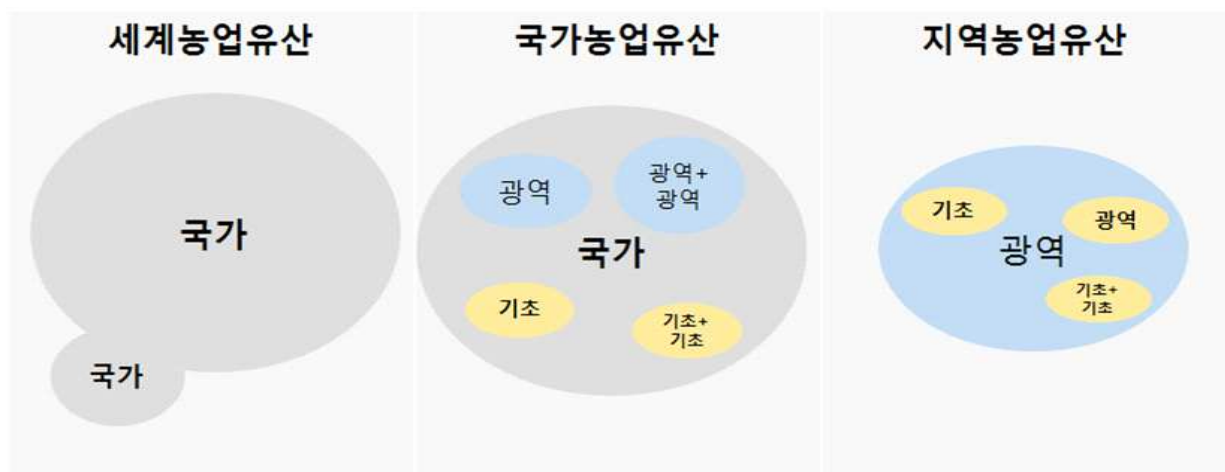 세계농업유산
국가
국가
국가농업유산
광역
광역+
광역
국가
기초
기초+
기초
지역농업유산
기초
광역
광역
기초+
기초